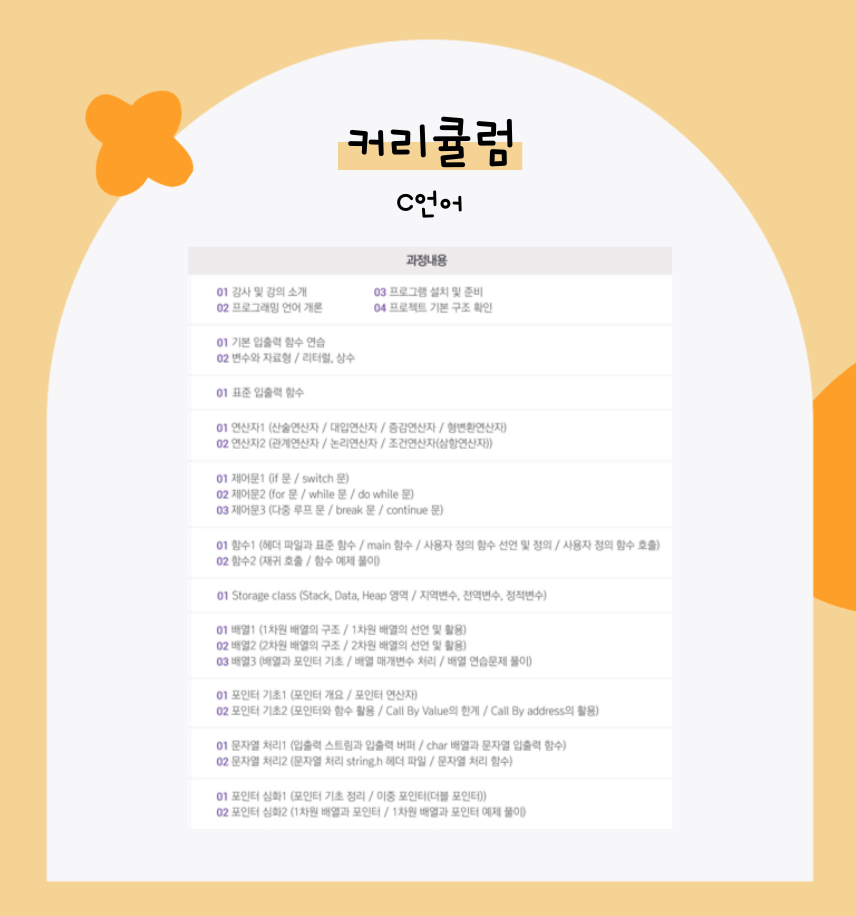 커리큘럼
C언어
과정내용
01 강사 및 강의 소개
02 프로그래밍 언어 개론
03 프로그램 설치 및 준비
04 프로젝트 기본 구조 확인
01 기본 입출력 함수 연습
02 변수와 자료형 / 리터럴, 상수
01 표준 입출력 함수
01 연산자1 (산술연산자 / 대입연산자 / 증감연산자 / 형변환연산자)
02 연산자2 (관계연산자 / 논리연산자 / 조건연산자(삼항연산자))
01 제어문1 (if 문 / switch 문)
02 제어문2 (for 문 / while 문 / do while 문)
03 제어문3 (다중 루프 문 / break 문 / continue 문)
01 함수1 (헤더 파일과 표준 함수 / main 함수 / 사용자 정의 함수 선언 및 정의 / 사용자 정의 함수 호출)
02 함수2 (재귀 호출 / 함수 예제 풀이)
01 Storage class (Stack, Data, Heap 영역 / 지역변수, 전역변수, 정적변수)
01 배열1 (1차원 배열의 구조 / 1차원 배열의 선언 및 활용)
02 배열2 (2차원 배열의 구조 / 2차원 배열의 선언 및 활용)
03 배열3 (배열과 포인터 기초 / 배열 매개변수 처리 / 배열 연습문제 풀이)
01 포인터 기초1 (포인터 개요 / 포인터 연산자)
02 포인터 기초2 (포인터와 함수 활용 / Call By Value의 한계 / Call By address의 활용)
01 문자열 처리1 (입출력 스트림과 입출력 버퍼 / char 배열과 문자열 입출력 함수)
02 문자열 처리2 (문자열 처리 string.h 헤더 파일 / 문자열 처리 함수)
01 포인터 심화1 (포인터 기초 정리 / 이중 포인터(더블 포인터))
02 포인터 심화2 (1차원 배열과 포인터 / 1차원 배열과 포인터 예제 풀이)